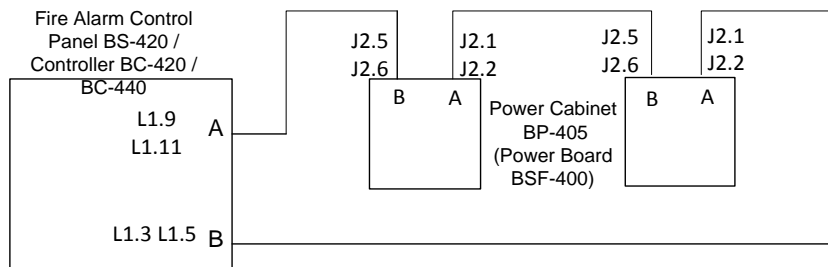 Fire Alarm Control
Panel BS-420 /
Controller BC-420 /
BC-440
L1.9
L1.11
A
L1.3 L1.5 B
J2.5
J2.6
J2.1
J2.2
B A
Power Cabinet
BP-405
(Power Board
BSF-400)
J2.5
J2.6
J2.1
J2.2
B A